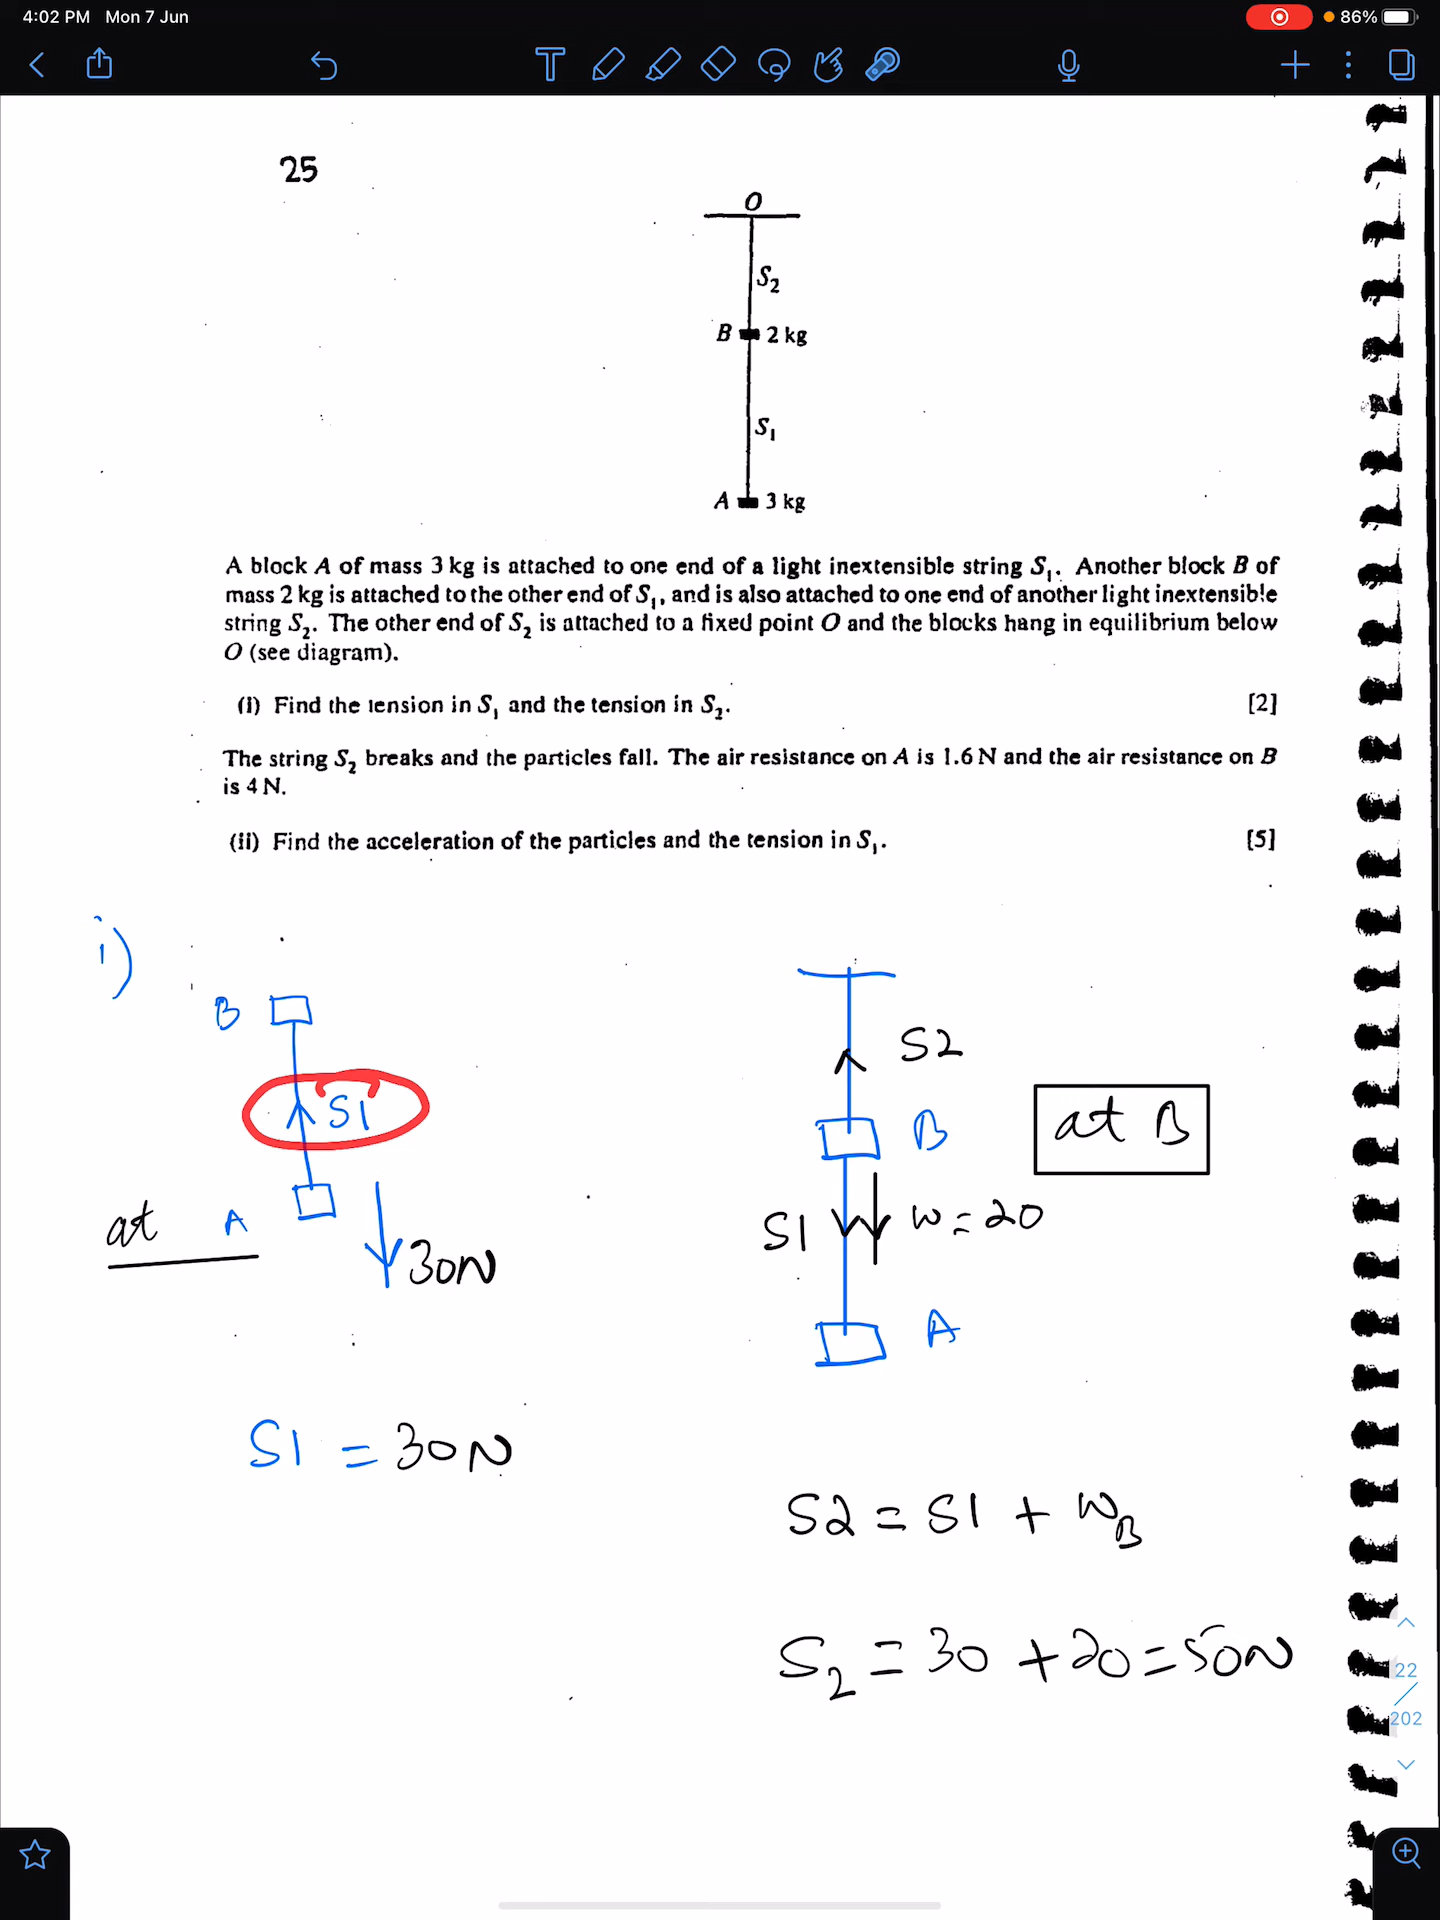 4:02 PM Mon 7 Jun
86%
25
O
S₂
B 2 kg
S₁
A 3 kg
A block A of mass 3 kg is attached to one end of a light inextensible string S₁. Another block B of
mass 2 kg is attached to the other end of S₁, and is also attached to one end of another light inextensible
string S₂. The other end of S₂ is attached to a fixed point O and the blocks hang in equilibrium below
O (see diagram).
(i) Find the tension in S₁ and the tension in S₂. [2]
The string S₂ breaks and the particles fall. The air resistance on A is 1.6 N and the air resistance on B
is 4 N.
(ii) Find the acceleration of the particles and the tension in S₁. [5]
i)
B
S1
at A
30N
S1 = 30N
S2
B
at B
S1
W = 20
A
S2 = S1 + W_B
S₂ = 30 + 20 = 50N
22
202